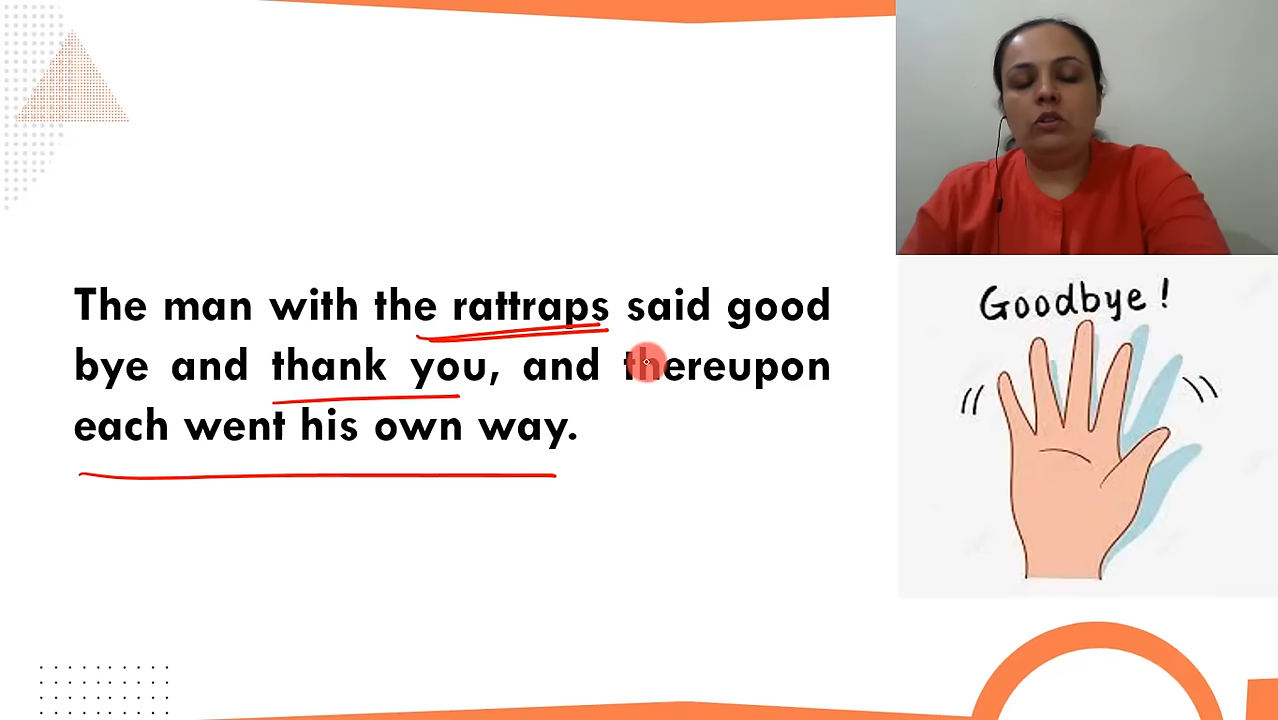 The man with the rattraps said good
bye and thank you, and thereupon
each went his own way.
Goodbye !